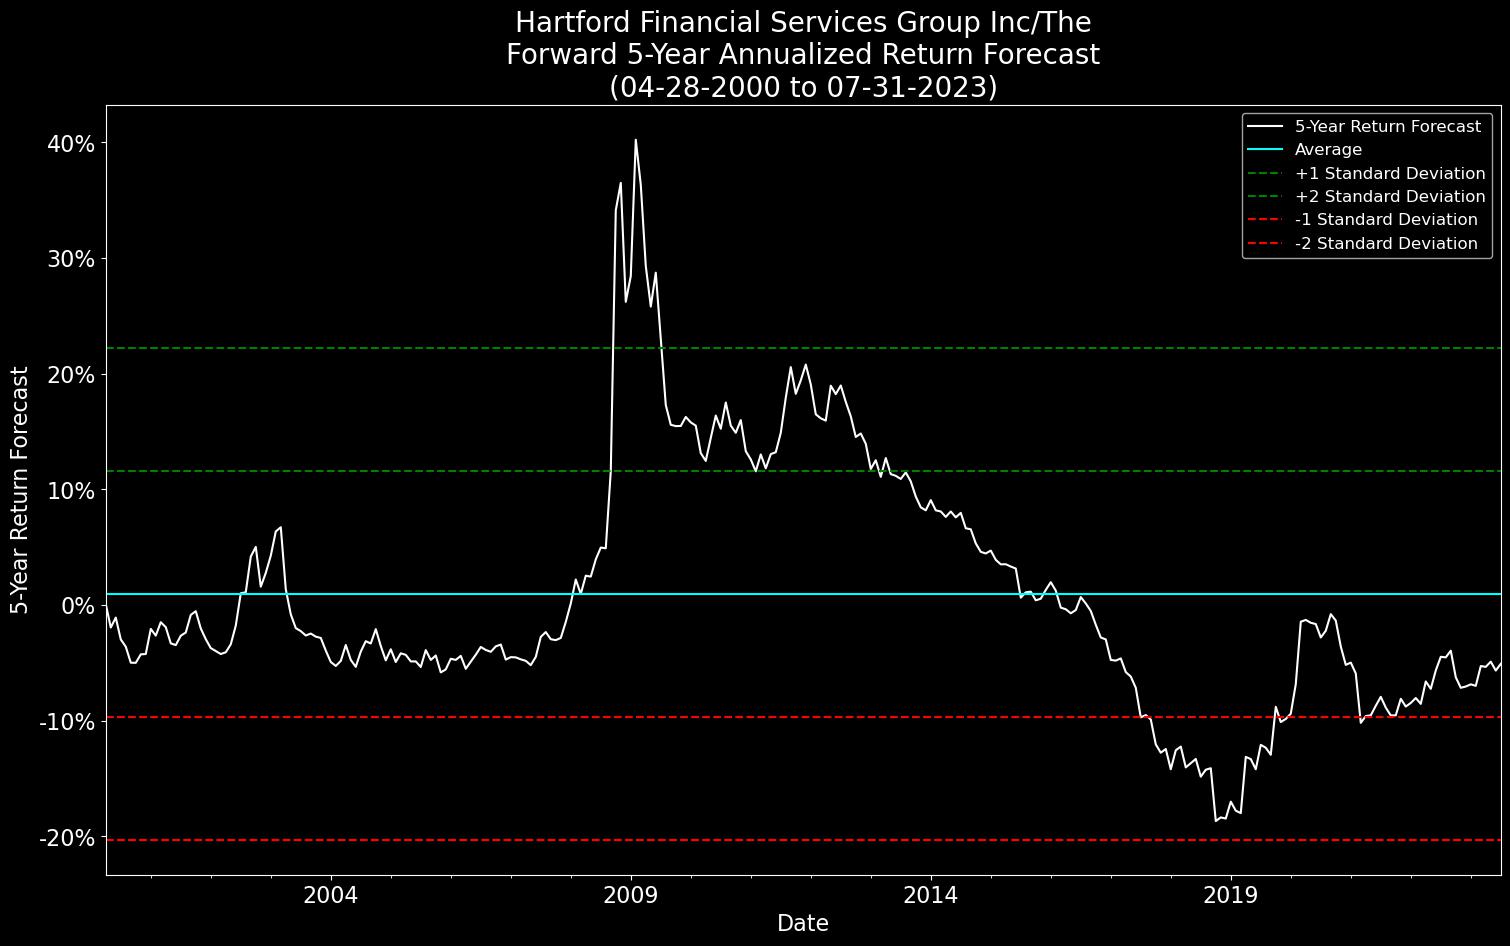 Hartford Financial Services Group Inc/The
Forward 5-Year Annualized Return Forecast
(04-28-2000 to 07-31-2023)
5-Year Return Forecast
Average
+1 Standard Deviation
+2 Standard Deviation
-1 Standard Deviation
-2 Standard Deviation
5-Year Return Forecast
40%
30%
20%
10%
0%
-10%
-20%
2004
2009
2014
2019
Date